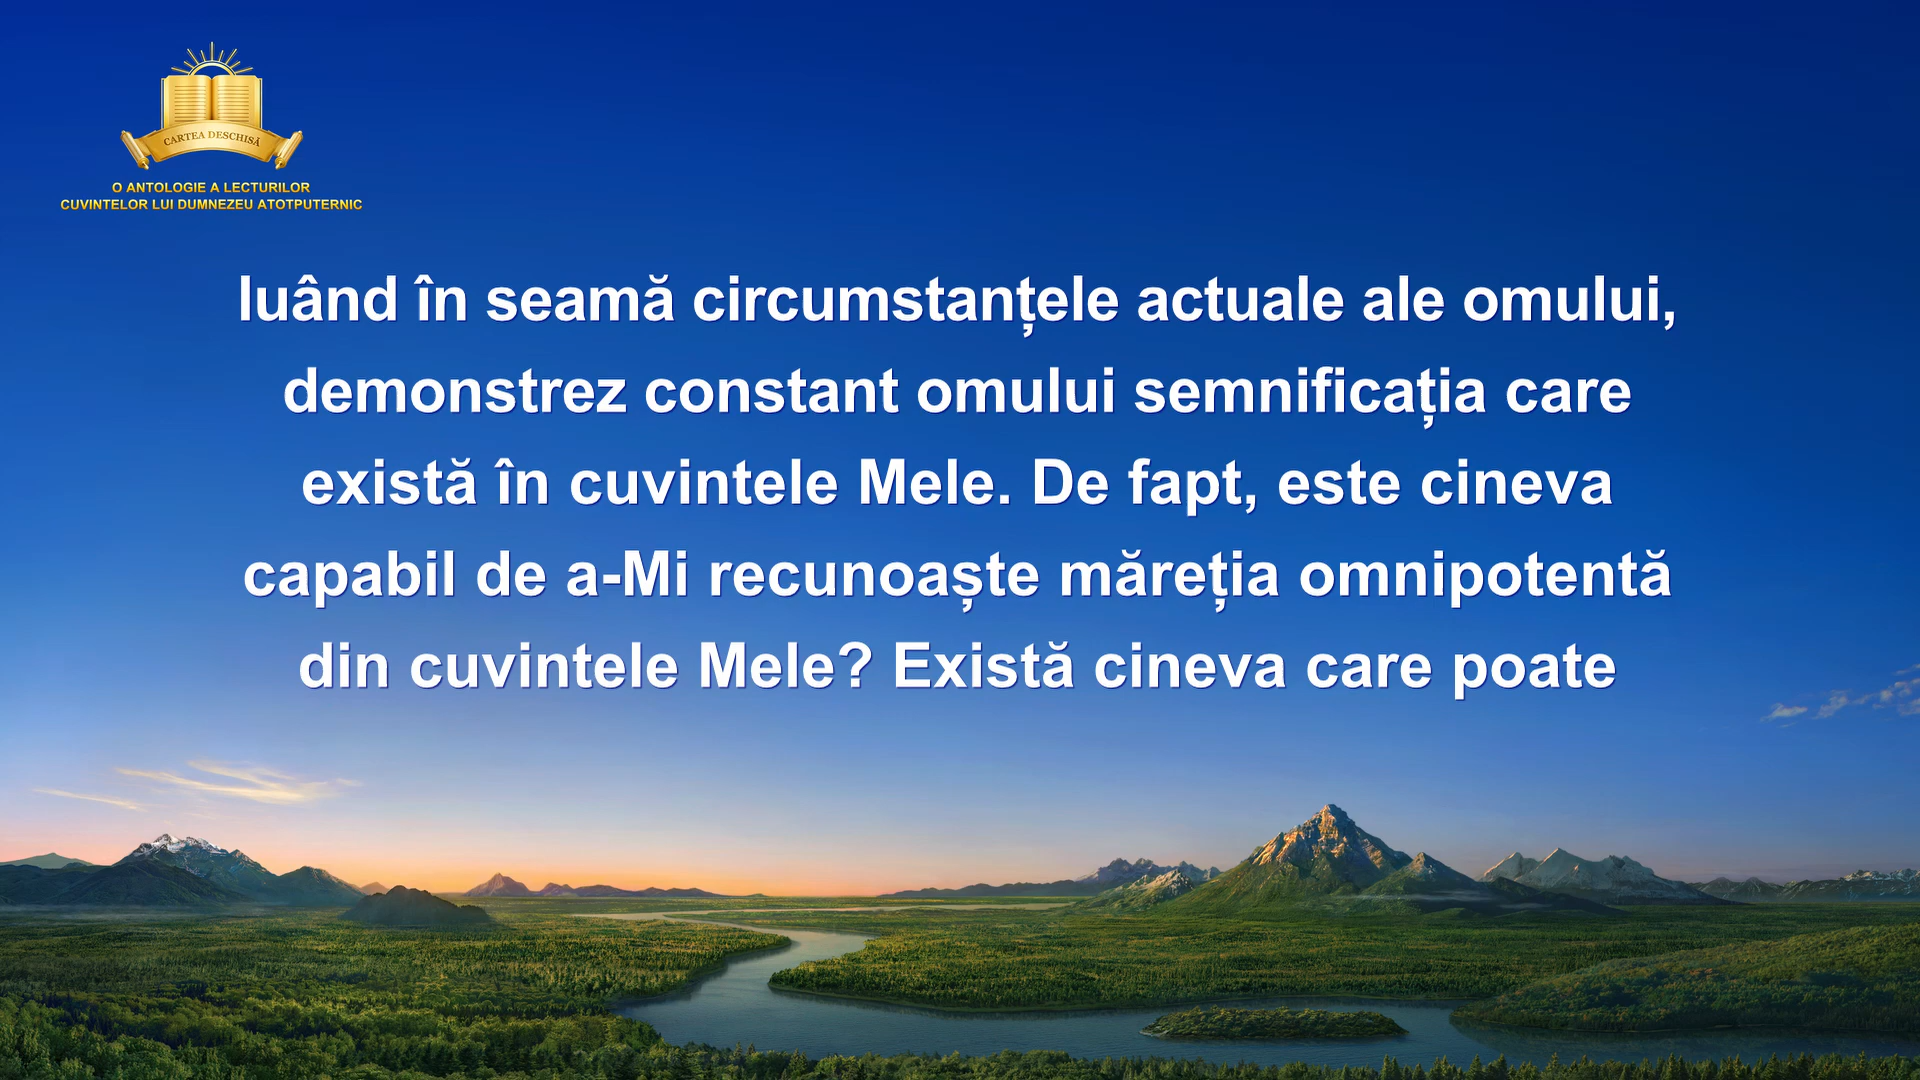 CARTEA DESCHISĂ
O ANTOLOGIE A LECTURILOR
CUVINTELOR LUI DUMNEZEU ATOTPUTERNIC
luând în seamă circumstanțele actuale ale omului,
demonstrez constant omului semnificația care
există în cuvintele Mele. De fapt, este cineva
capabil de a-Mi recunoaște măreția omnipotentă
din cuvintele Mele? Există cineva care poate